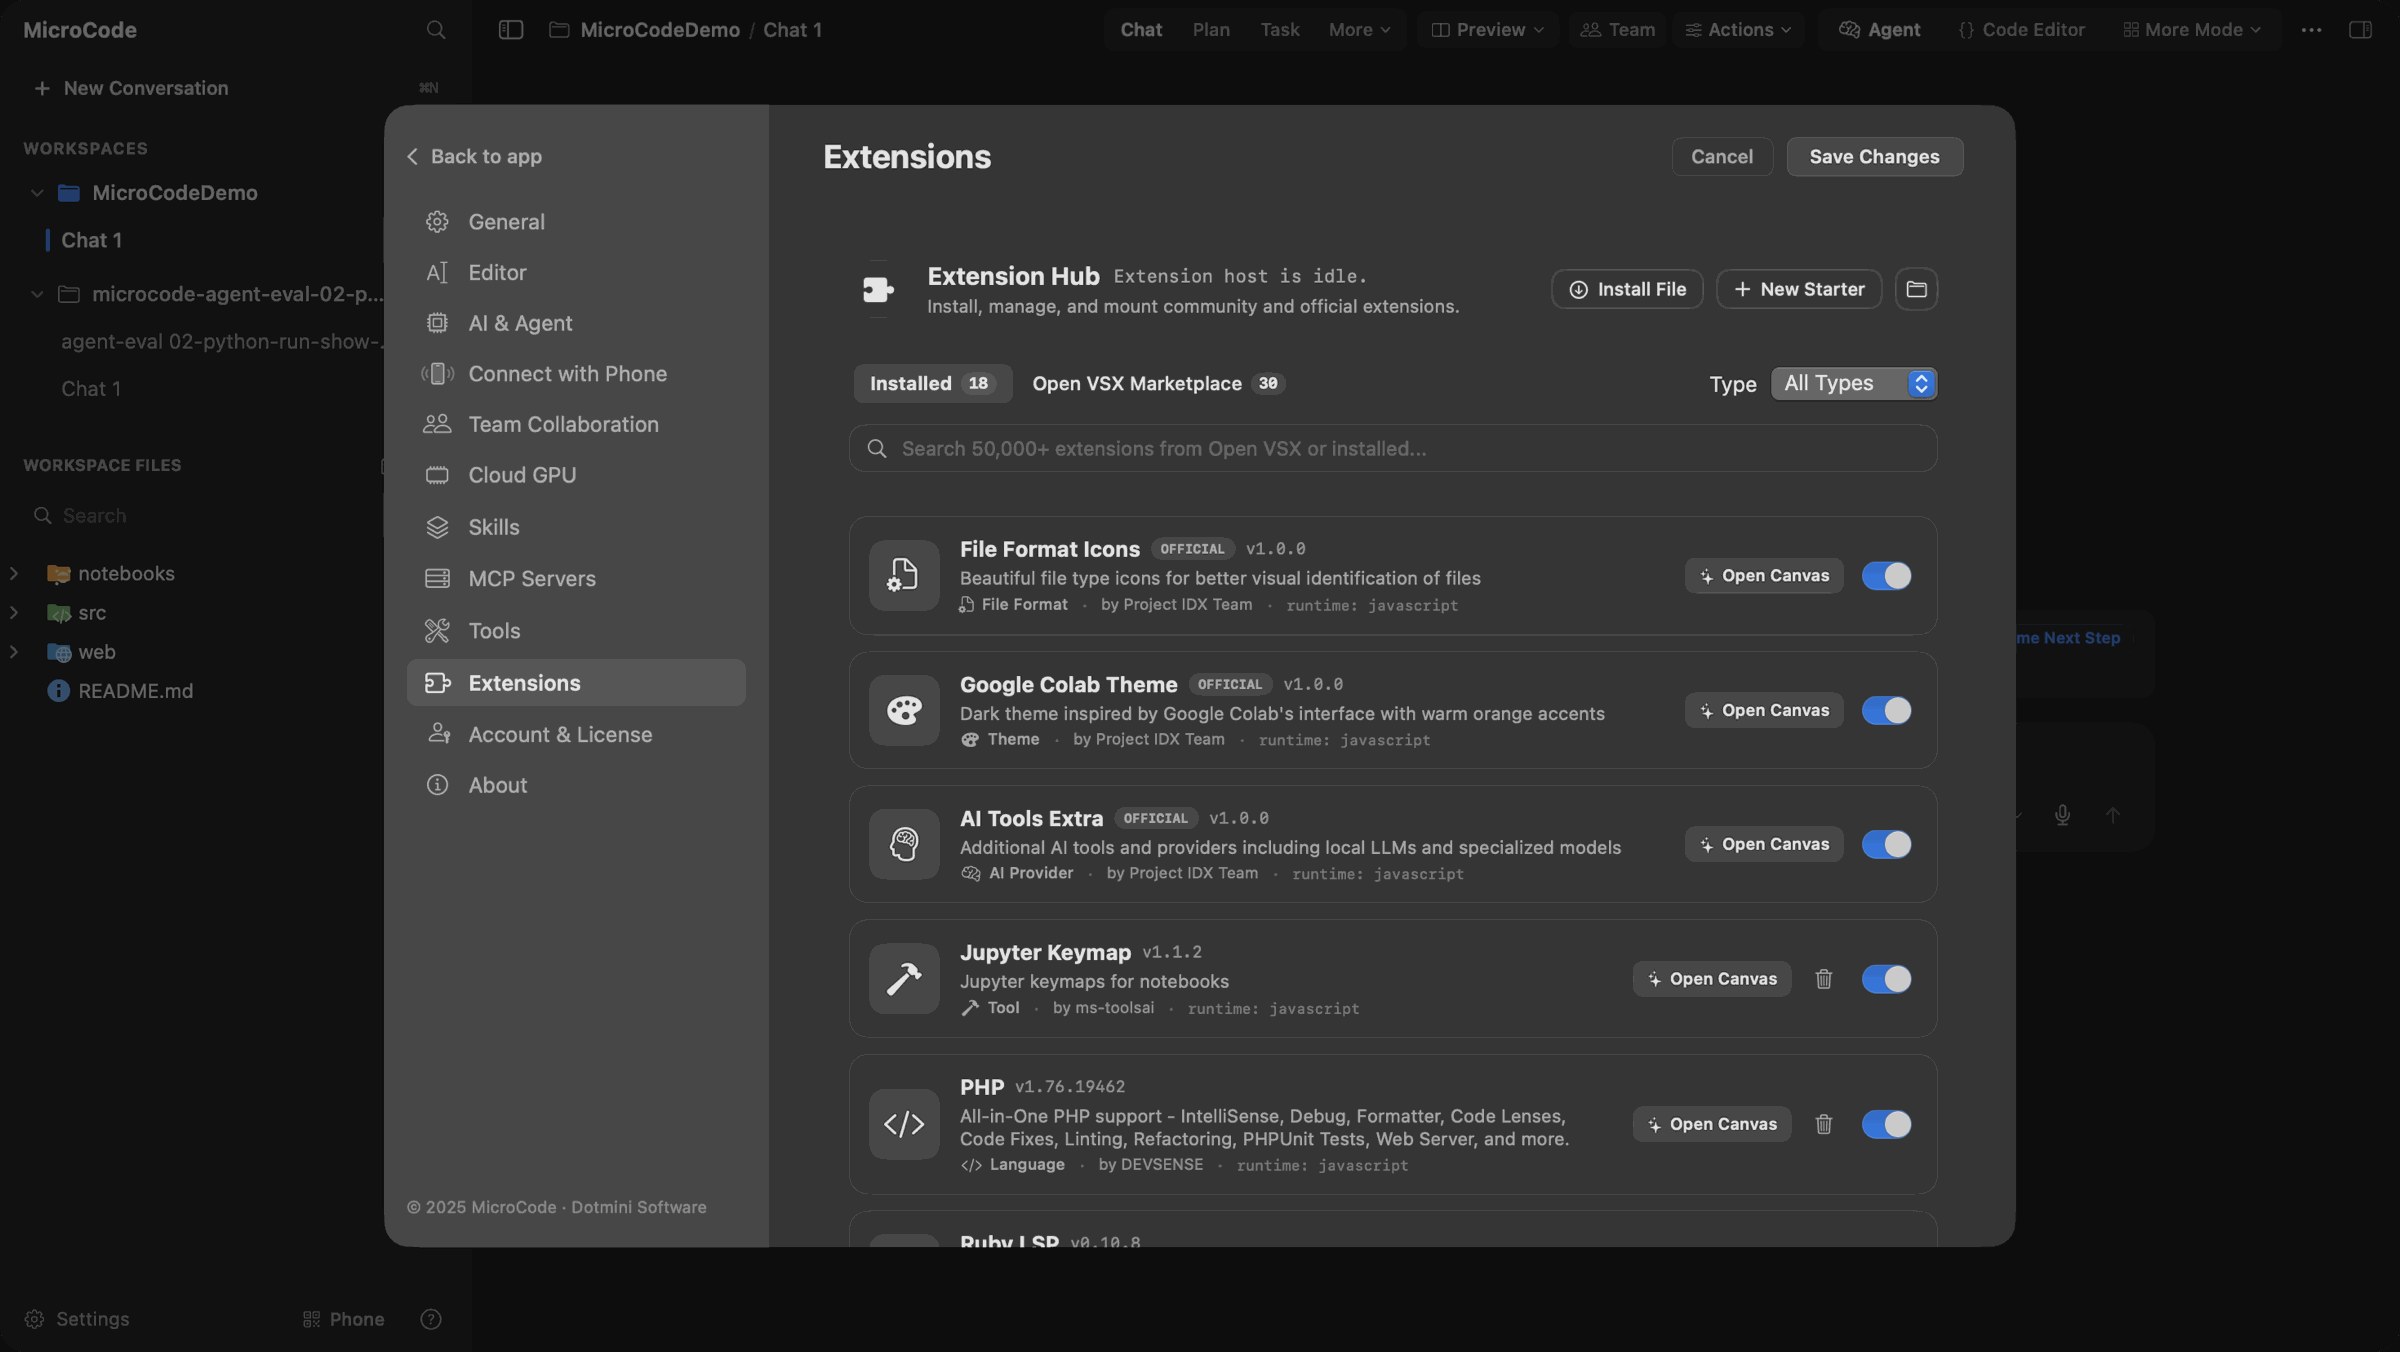 MicroCode
MicroCodeDemo / Chat 1
Chat
Plan
Task
More
Preview
Team
Actions
Agent
{} Code Editor
More Mode
New Conversation
⌘N
WORKSPACES
MicroCodeDemo
Chat 1
microcode-agent-eval-02-p...
agent-eval 02-python-run-show-.
Chat 1
WORKSPACE FILES
Search
notebooks
src
web
README.md
Settings
Phone
Back to app
General
Editor
AI & Agent
Connect with Phone
Team Collaboration
Cloud GPU
Skills
MCP Servers
Tools
Extensions
Account & License
About
© 2025 MicroCode · Dotmini Software
Extensions
Cancel
Save Changes
Extension Hub Extension host is idle.
Install, manage, and mount community and official extensions.
Install File
New Starter
Installed 18
Open VSX Marketplace 30
Type All Types
Search 50,000+ extensions from Open VSX or installed...
File Format Icons OFFICIAL v1.0.0
Beautiful file type icons for better visual identification of files
File Format · by Project IDX Team · runtime: javascript
Open Canvas
Google Colab Theme OFFICIAL v1.0.0
Dark theme inspired by Google Colab's interface with warm orange accents
Theme · by Project IDX Team · runtime: javascript
Open Canvas
AI Tools Extra OFFICIAL v1.0.0
Additional AI tools and providers including local LLMs and specialized models
AI Provider · by Project IDX Team · runtime: javascript
Open Canvas
Jupyter Keymap v1.1.2
Jupyter keymaps for notebooks
Tool · by ms-toolsai · runtime: javascript
Open Canvas
PHP v1.76.19462
All-in-One PHP support - IntelliSense, Debug, Formatter, Code Lenses,
Code Fixes, Linting, Refactoring, PHPUnit Tests, Web Server, and more.
</> Language · by DEVSENSE · runtime: javascript
Open Canvas
Ruby LSP v0.10.8
me Next Step